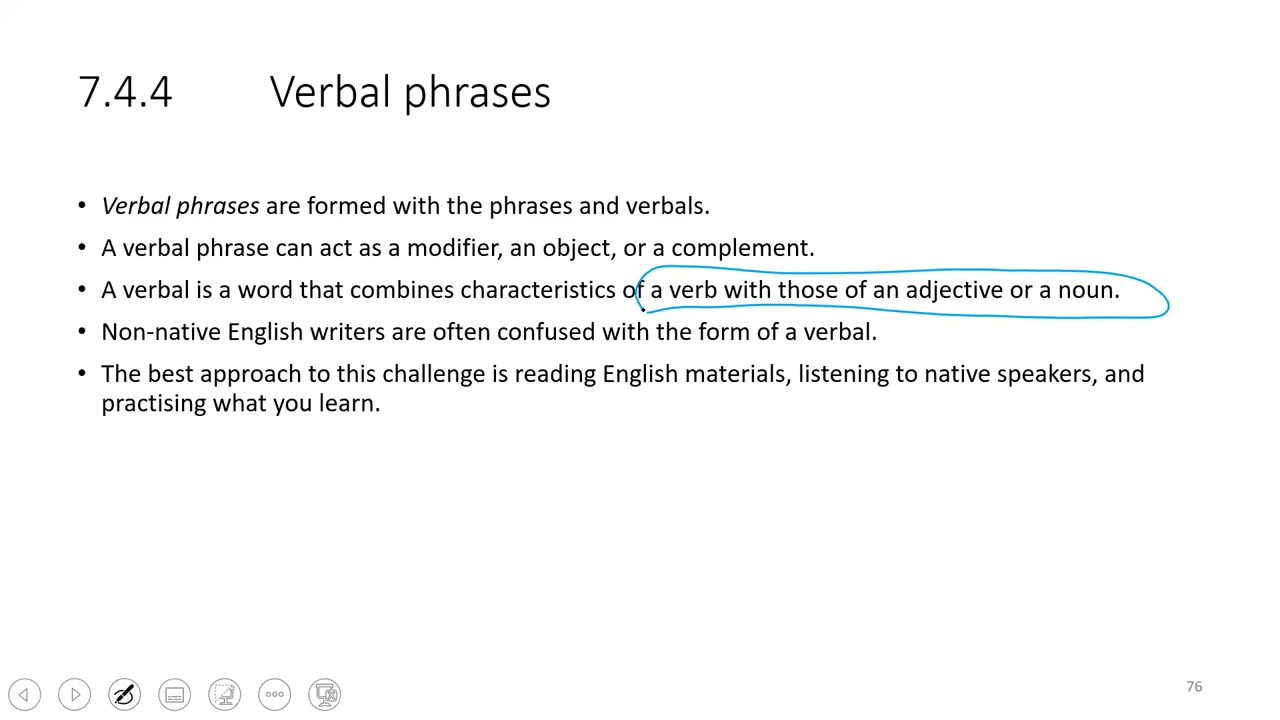 7.4.4 Verbal phrases
• Verbal phrases are formed with the phrases and verbals.
• A verbal phrase can act as a modifier, an object, or a complement.
• A verbal is a word that combines characteristics of a verb with those of an adjective or a noun.
• Non-native English writers are often confused with the form of a verbal.
• The best approach to this challenge is reading English materials, listening to native speakers, and
practising what you learn.
76